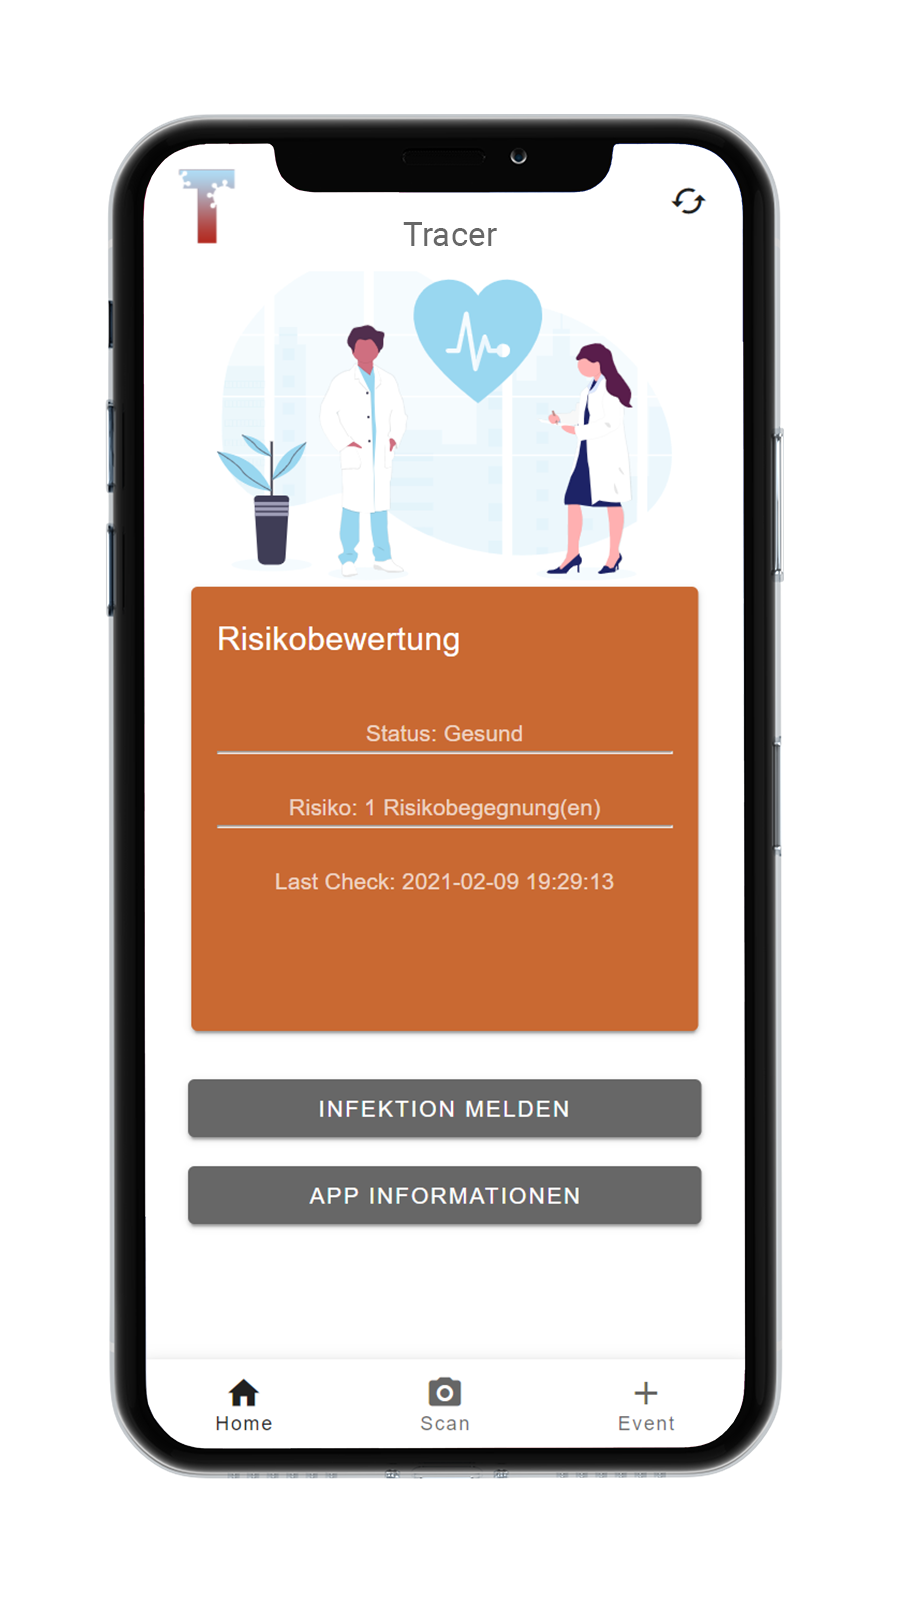 T
Tracer
Risikobewertung
Status: Gesund
Risiko: 1 Risikobegegnung(en)
Last Check: 2021-02-09 19:29:13
INFEKTION MELDEN
APP INFORMATIONEN
Home
Scan
Event